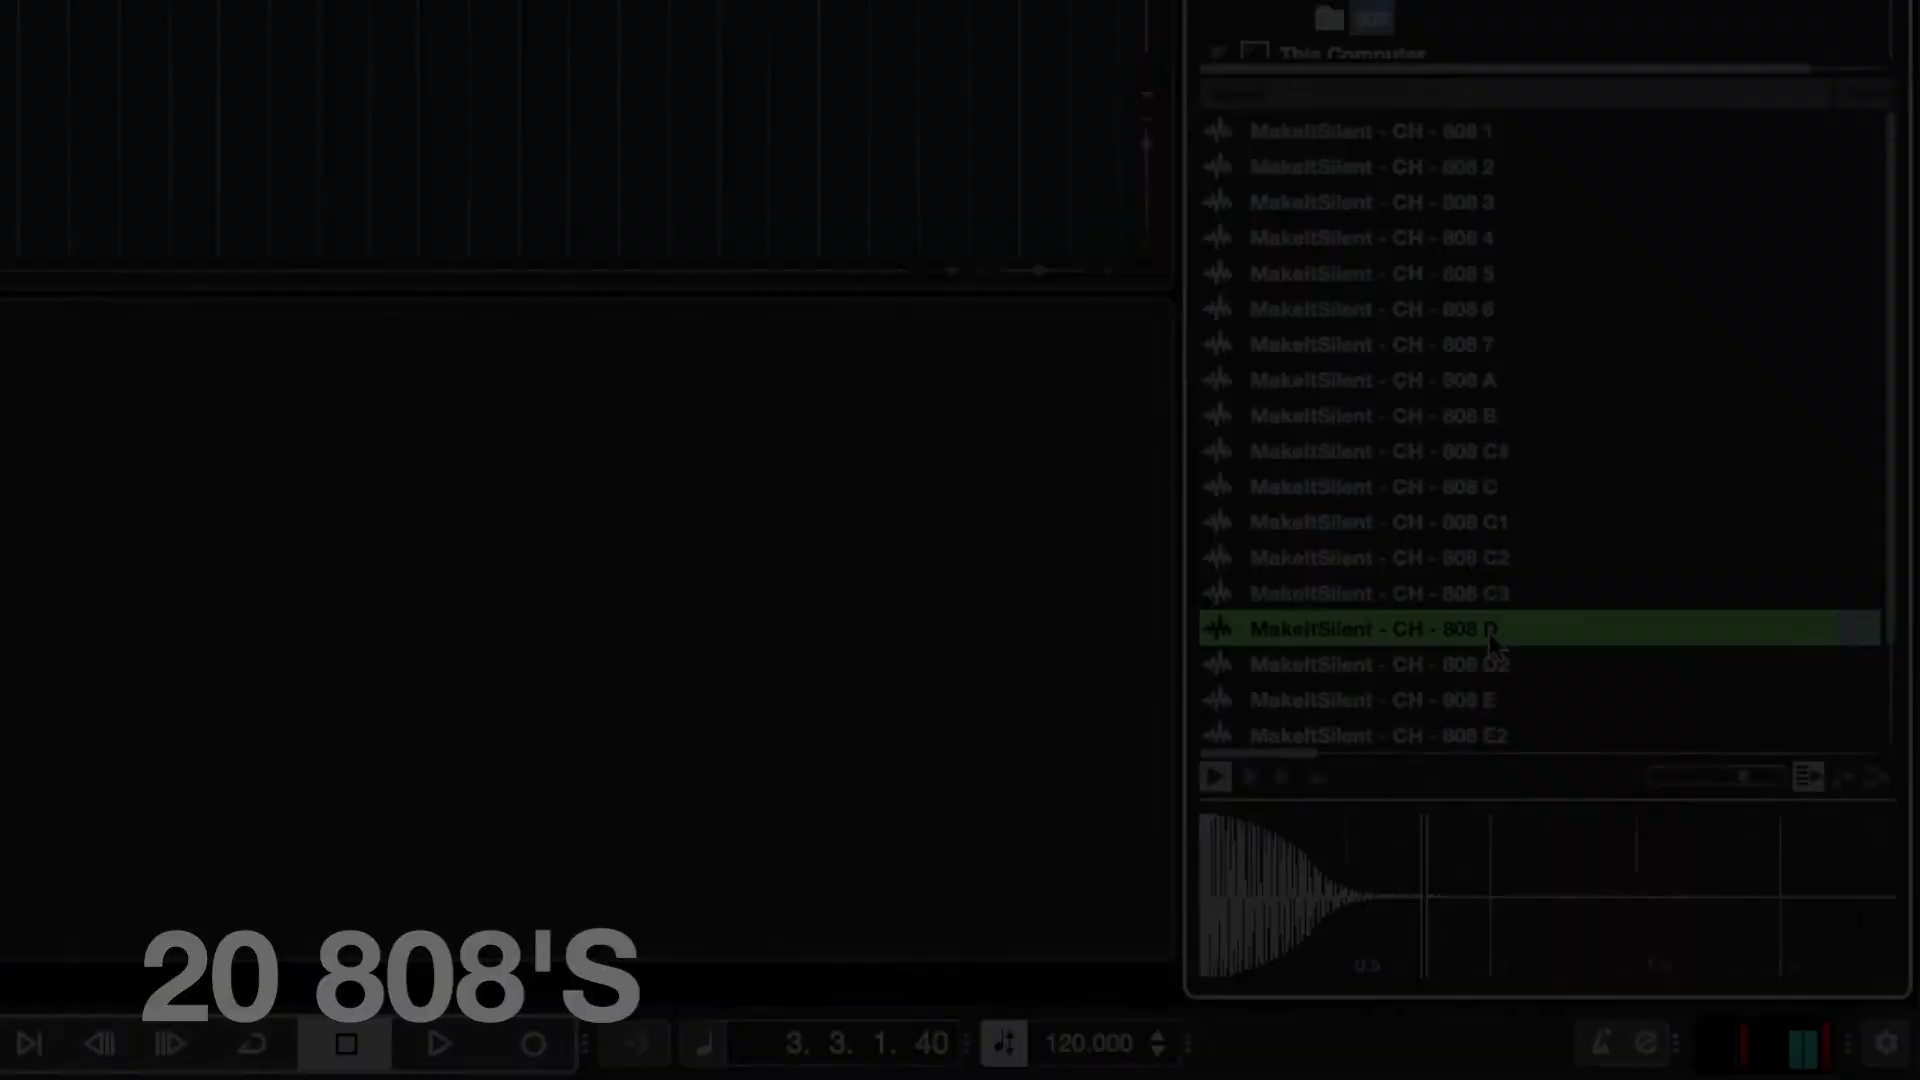 This Computer
MakeItSilent - CH - 808 1
MakeItSilent - CH - 808 2
MakeItSilent - CH - 808 3
MakeItSilent - CH - 808 4
MakeItSilent - CH - 808 5
MakeItSilent - CH - 808 6
MakeItSilent - CH - 808 7
MakeItSilent - CH - 808 A
MakeItSilent - CH - 808 B
MakeItSilent - CH - 808 C#
MakeItSilent - CH - 808 C
MakeItSilent - CH - 808 C1
MakeItSilent - CH - 808 C2
MakeItSilent - CH - 808 C3
MakeItSilent - CH - 808 D
MakeItSilent - CH - 808 D2
MakeItSilent - CH - 808 E
MakeItSilent - CH - 808 E2
0.5
20 808'S
3. 3. 1. 40
120.000